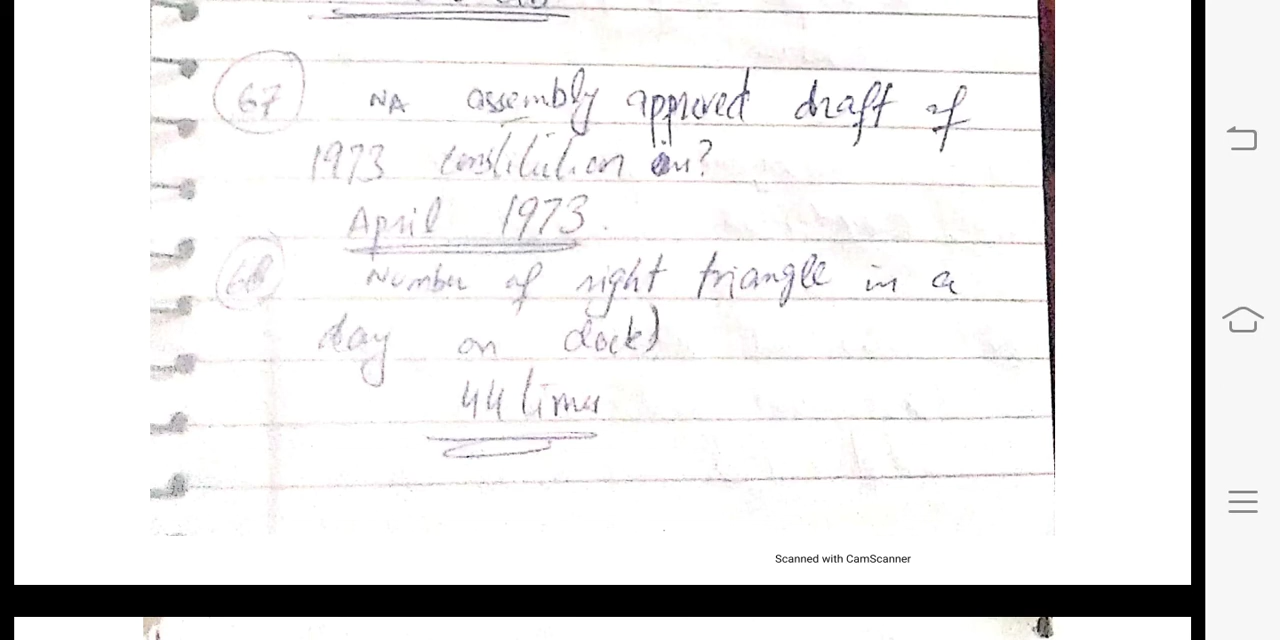 67 NA assembly approved draft of
1973 constitution in?
April 1973.
68 Number of right triangle in a
day on clock)
44 times
Scanned with CamScanner